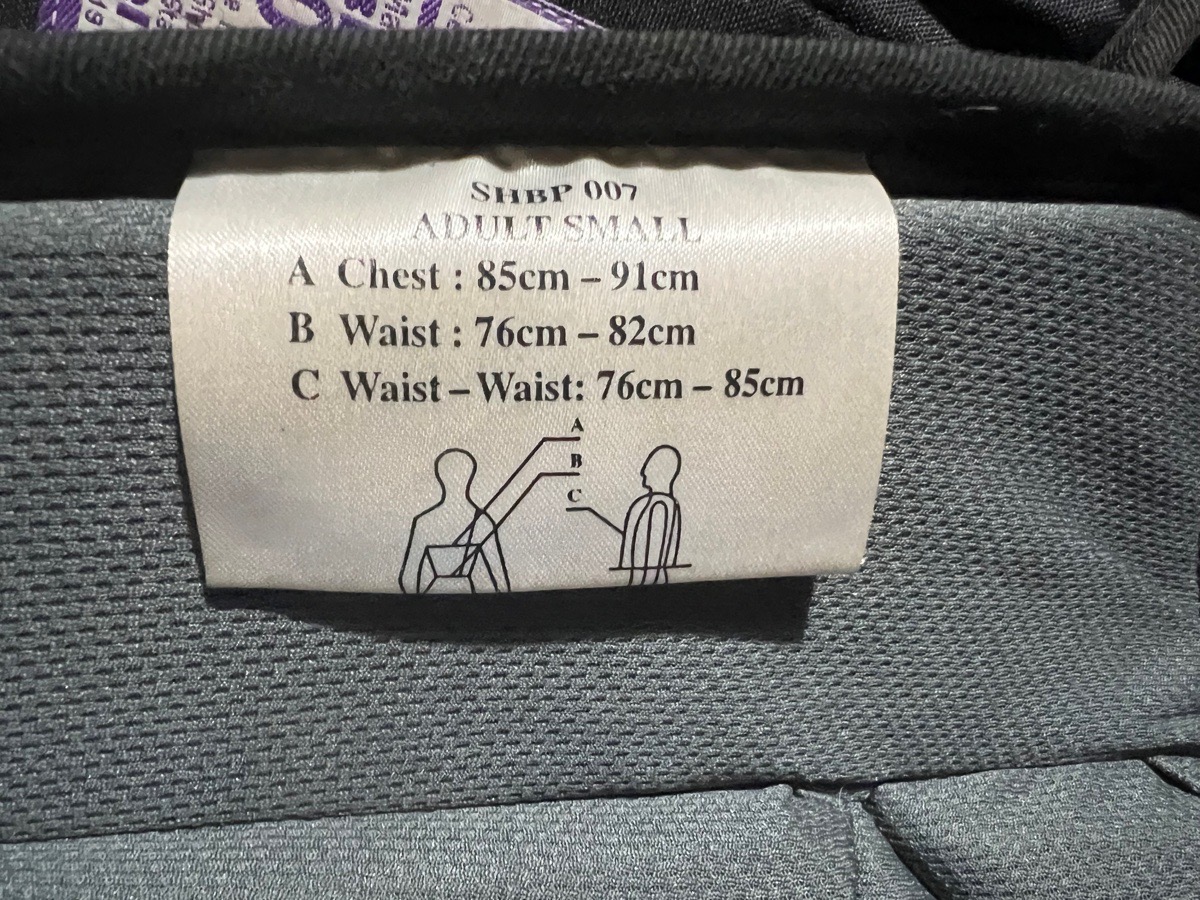 SHBP 007
ADULT SMALL
A Chest : 85cm – 91cm
B Waist : 76cm – 82cm
C Waist – Waist: 76cm – 85cm
A
B
C